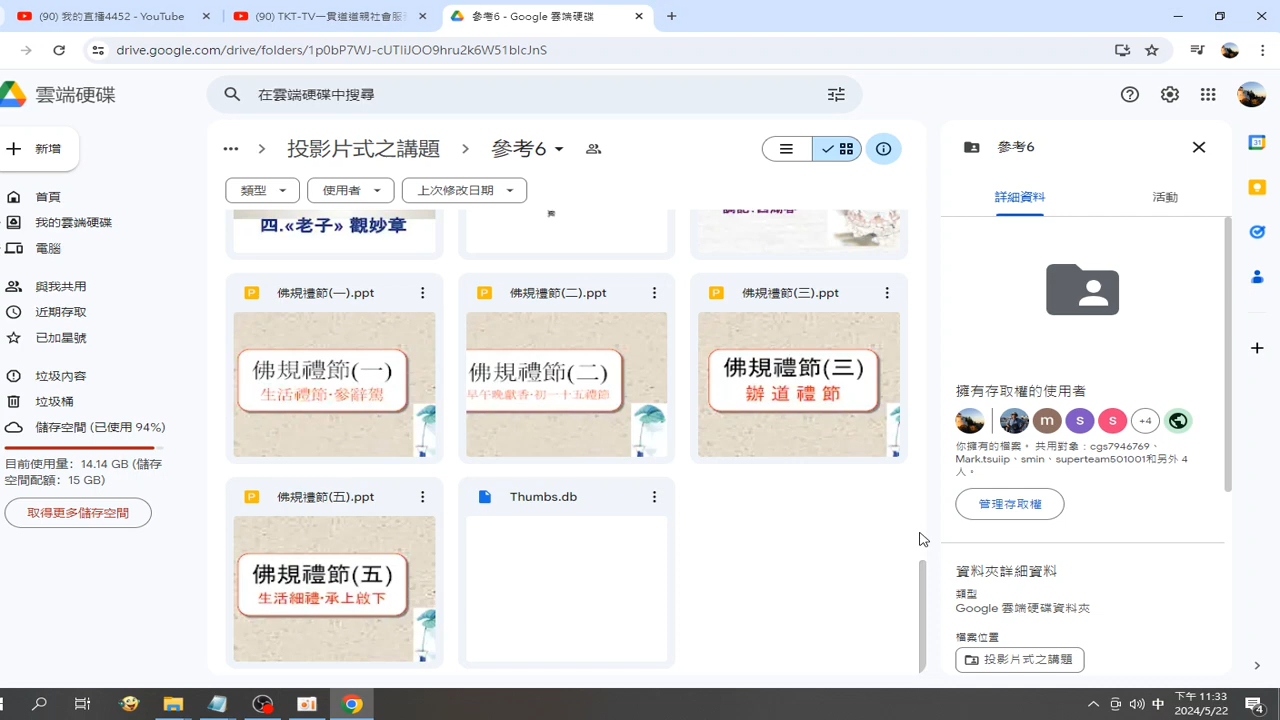 (90) 我的直播4452 - YouTube
(90) TKT-TV一貫道道親社會服
參考6 - Google 雲端硬碟
drive.google.com/drive/folders/1p0bP7WJ-cUTIiJOO9hru2k6W51blcJnS
雲端硬碟
在雲端硬碟中搜尋
新增
投影片式之講題
參考6
參考6
類型
使用者
上次修改日期
詳細資料
活動
首頁
我的雲端硬碟
電腦
與我共用
近期存取
已加星號
垃圾內容
垃圾桶
儲存空間 (已使用 94%)
目前使用量：14.14 GB (儲存
空間配額：15 GB)
取得更多儲存空間
四.«老子» 觀妙章
佛規禮節(一).ppt
佛規禮節(二).ppt
佛規禮節(三).ppt
佛規禮節(一)
生活禮節·參辭駕
佛規禮節(二)
早午晚獻香·初一十五禮節
佛規禮節(三)
辦道禮節
佛規禮節(五).ppt
Thumbs.db
佛規禮節(五)
生活細禮·承上啟下
擁有存取權的使用者
m
s
s
+4
你擁有的檔案。 共用對象：cgs7946769、
Mark.tsuiip、smin、superteam501001和另外 4
人。
管理存取權
資料夾詳細資料
類型
Google 雲端硬碟資料夾
檔案位置
投影片式之講題
31
中
下午 11:33
2024/5/22
4